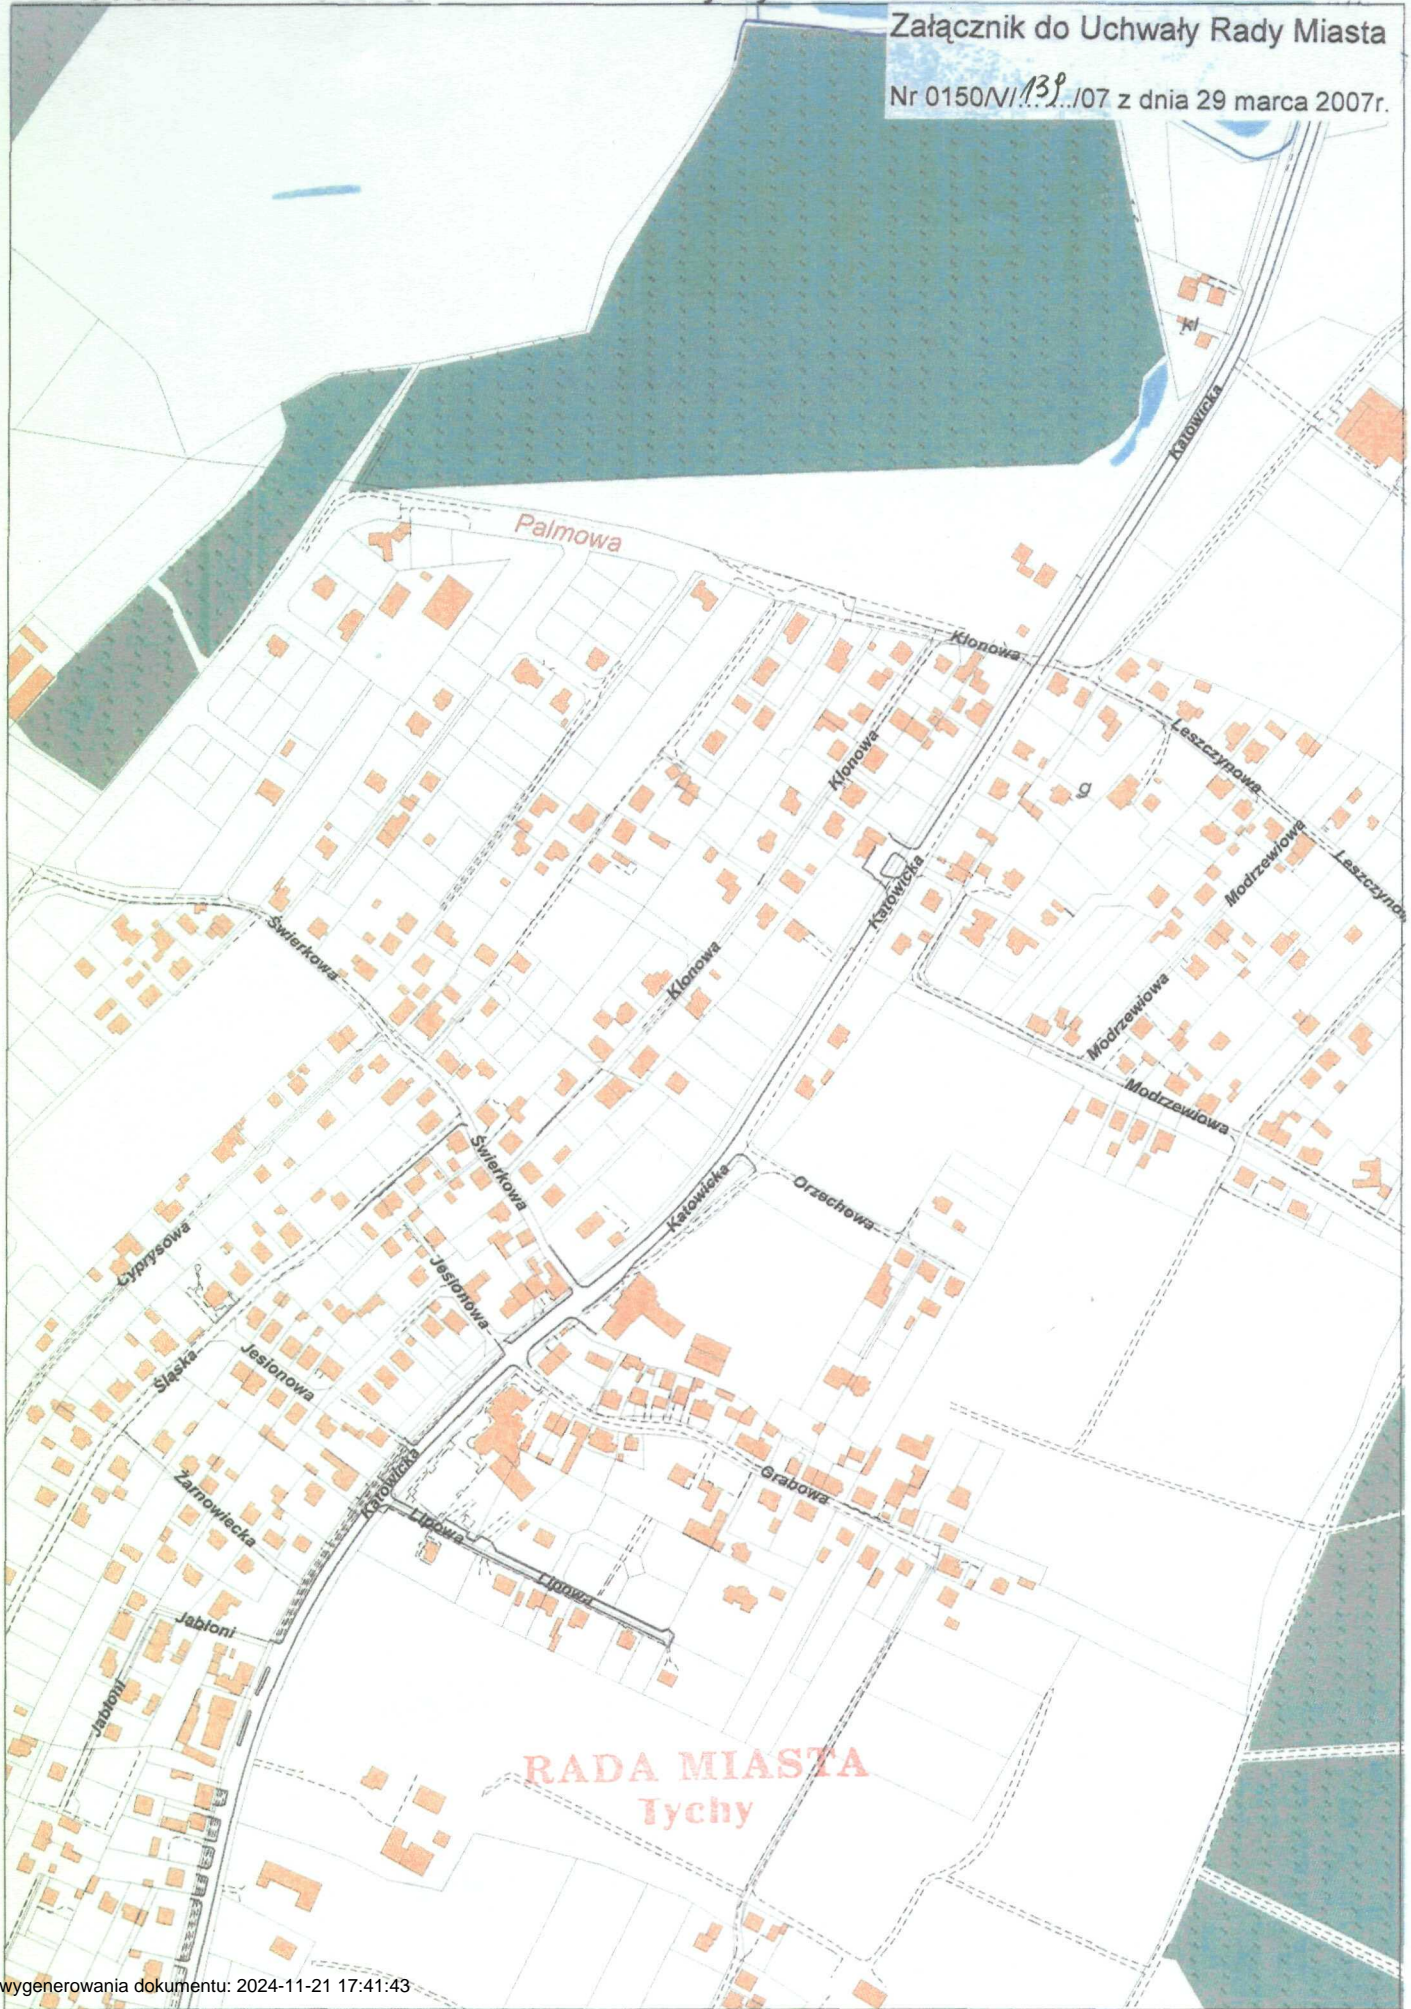 Załącznik do Uchwały Rady Miasta
Nr 0150/V/139/07 z dnia 29 marca 2007r.
kl
Katowicka
Palmowa
Klonowa
Leszczynowa
Klonowa
g
Modrzewiowa
Leszczynow
Katowicka
Świerkowa
Klonowa
Modrzewiowa
Modrzewiowa
Świerkowa
Katowicka
Orzechowa
Cyprysowa
Jesionowa
Śląska
Jesionowa
Katowicka
Grabowa
Żarnowiecka
Lipowa
Lipowa
Jabłoni
Jabłoni
RADA MIASTA
Tychy
wygenerowania dokumentu: 2024-11-21 17:41:43